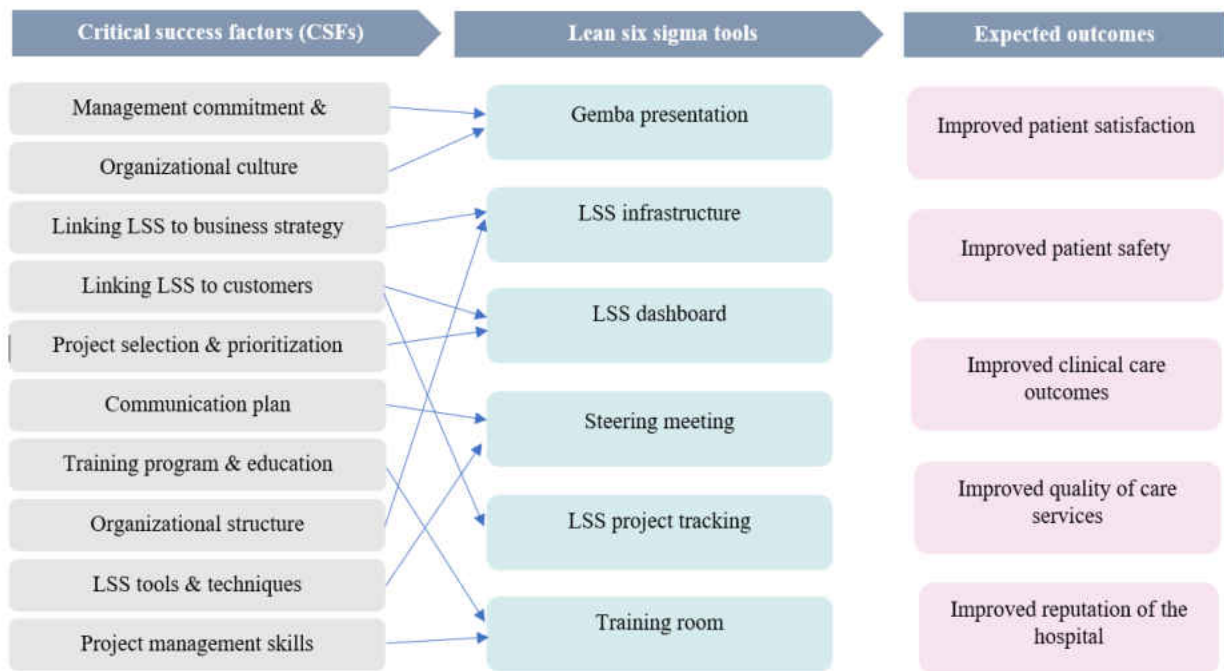 Critical success factors (CSFs)
Lean six sigma tools
Expected outcomes
Management commitment &
Organizational culture
Linking LSS to business strategy
Linking LSS to customers
Project selection & prioritization
Communication plan
Training program & education
Organizational structure
LSS tools & techniques
Project management skills
Gemba presentation
LSS infrastructure
LSS dashboard
Steering meeting
LSS project tracking
Training room
Improved patient satisfaction
Improved patient safety
Improved clinical care
outcomes
Improved quality of care
services
Improved reputation of the
hospital